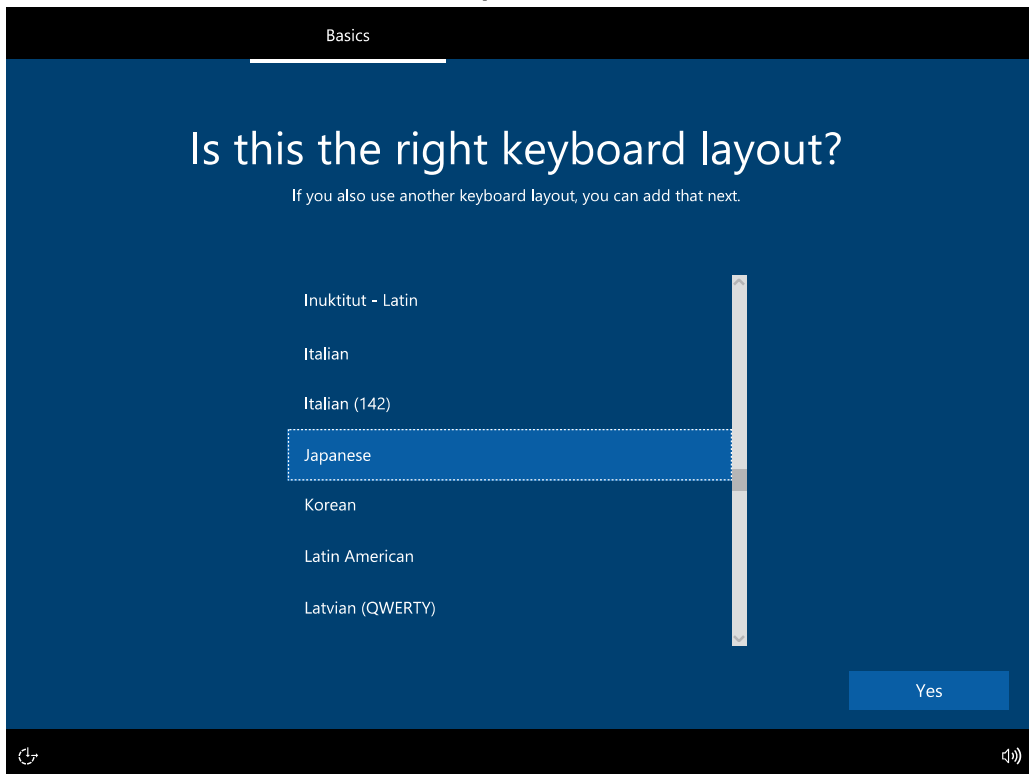 Basics
Is this the right keyboard layout?
If you also use another keyboard layout, you can add that next.
Inuktitut - Latin
Italian
Italian (142)
Japanese
Korean
Latin American
Latvian (QWERTY)
Yes